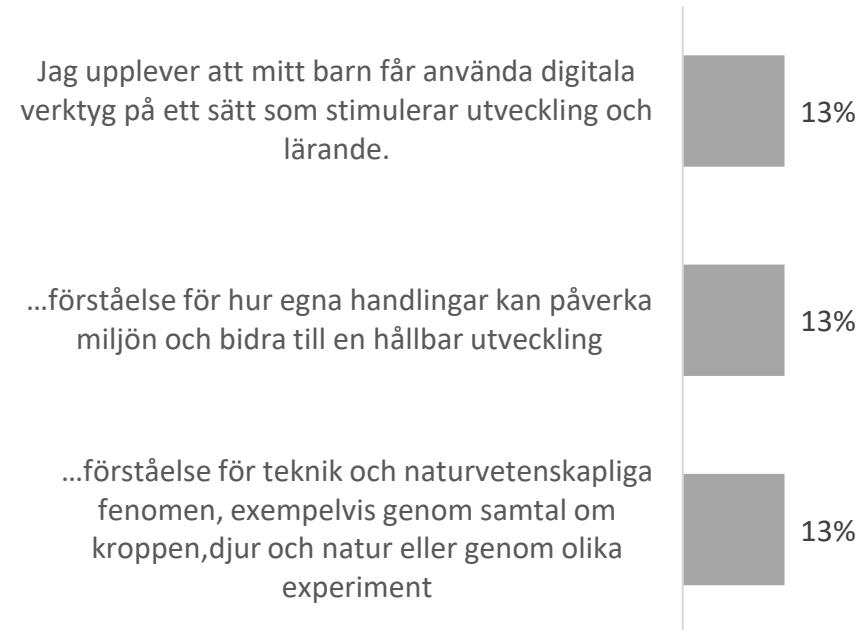 Jag upplever att mitt barn får använda digitala
verktyg på ett sätt som stimulerar utveckling och
lärande.
13%
...förståelse för hur egna handlingar kan påverka
miljön och bidra till en hållbar utveckling
13%
...förståelse för teknik och naturvetenskapliga
fenomen, exempelvis genom samtal om
kroppen,djur och natur eller genom olika
experiment
13%